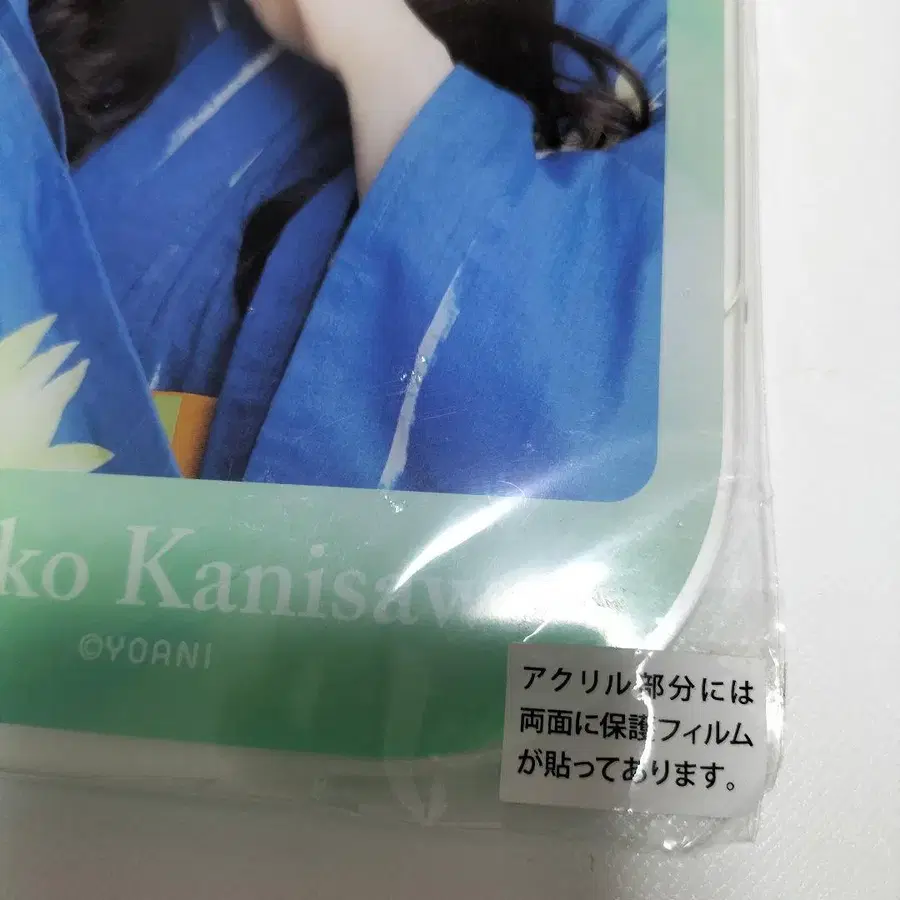 ko Kanisaw
©YOANI
アクリル部分には
両面に保護フィルム
が貼ってあります。